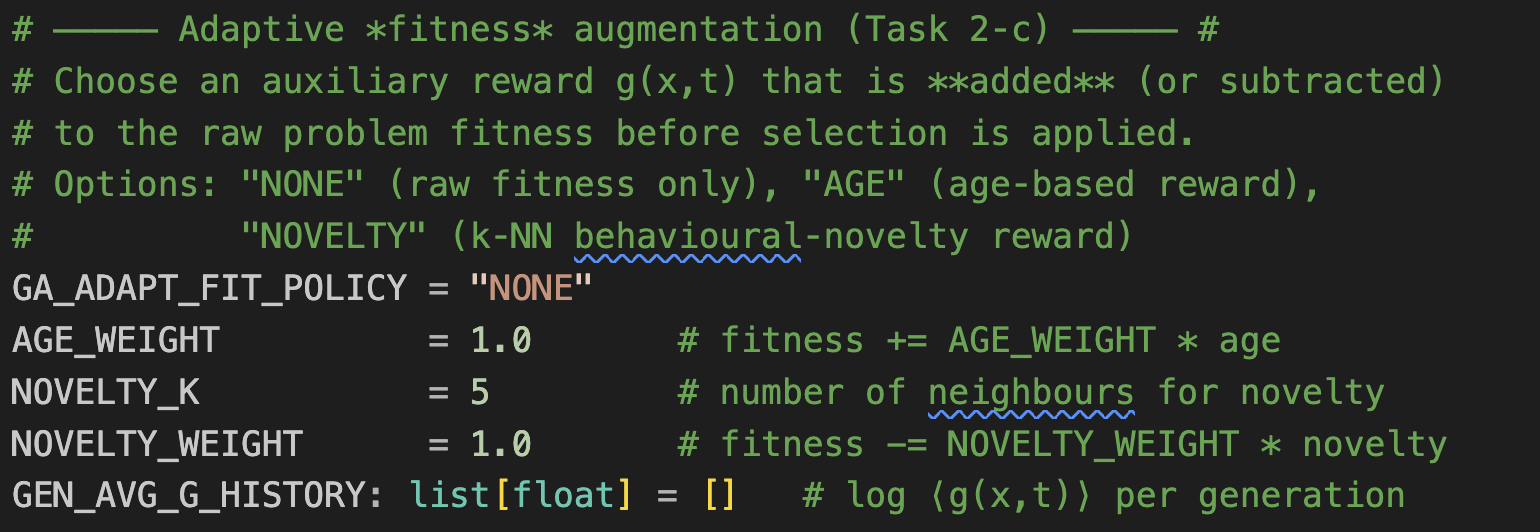 # ───── Adaptive *fitness* augmentation (Task 2-c) ───── #
# Choose an auxiliary reward g(x,t) that is **added** (or subtracted)
# to the raw problem fitness before selection is applied.
# Options: "NONE" (raw fitness only), "AGE" (age-based reward),
#          "NOVELTY" (k-NN behavioural-novelty reward)
GA_ADAPT_FIT_POLICY = "NONE"
AGE_WEIGHT          = 1.0       # fitness += AGE_WEIGHT * age
NOVELTY_K           = 5         # number of neighbours for novelty
NOVELTY_WEIGHT      = 1.0       # fitness −= NOVELTY_WEIGHT * novelty
GEN_AVG_G_HISTORY: list[float] = []   # log ⟨g(x,t)⟩ per generation